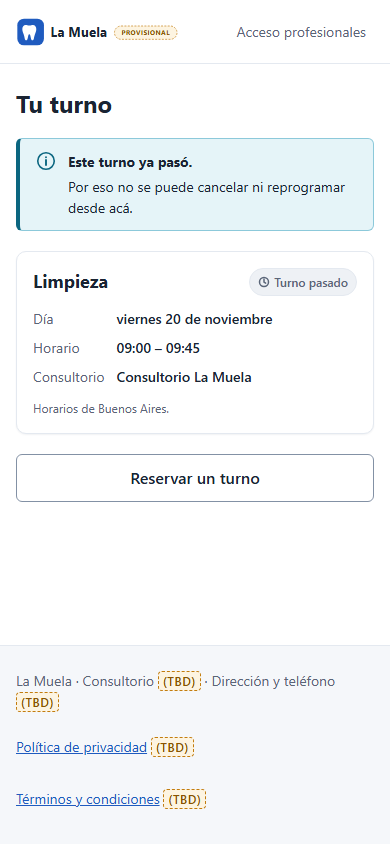 La Muela PROVISIONAL Acceso profesionales
Tu turno
Este turno ya pasó.
Por eso no se puede cancelar ni reprogramar
desde acá.
Limpieza Turno pasado
Día viernes 20 de noviembre
Horario 09:00 – 09:45
Consultorio Consultorio La Muela
Horarios de Buenos Aires.
Reservar un turno
La Muela · Consultorio (TBD) · Dirección y teléfono
(TBD)
Política de privacidad (TBD)
Términos y condiciones (TBD)